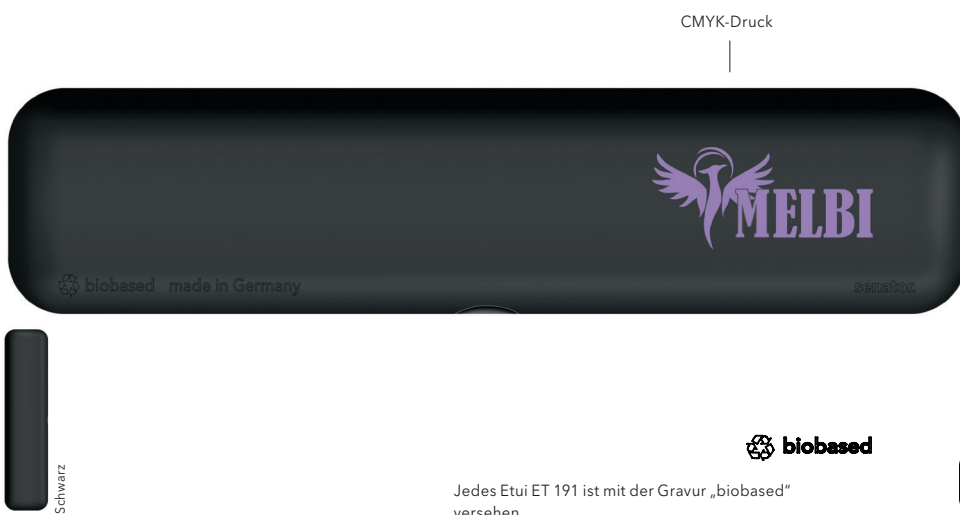 CMYK-Druck
MELBI
biobased made in Germany
senator.
Schwarz
biobased
Jedes Etui ET 191 ist mit der Gravur „biobased“
versehen